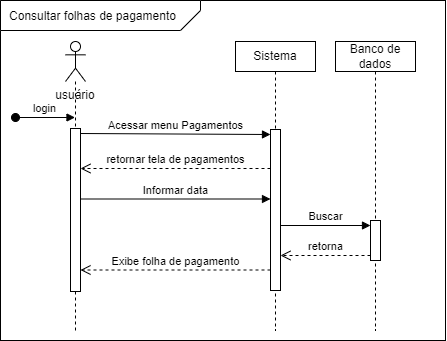 Consultar folhas de pagamento
Sistema
Banco de
dados
usuário
login
Acessar menu Pagamentos
retornar tela de pagamentos
Informar data
Buscar
retorna
Exibe folha de pagamento